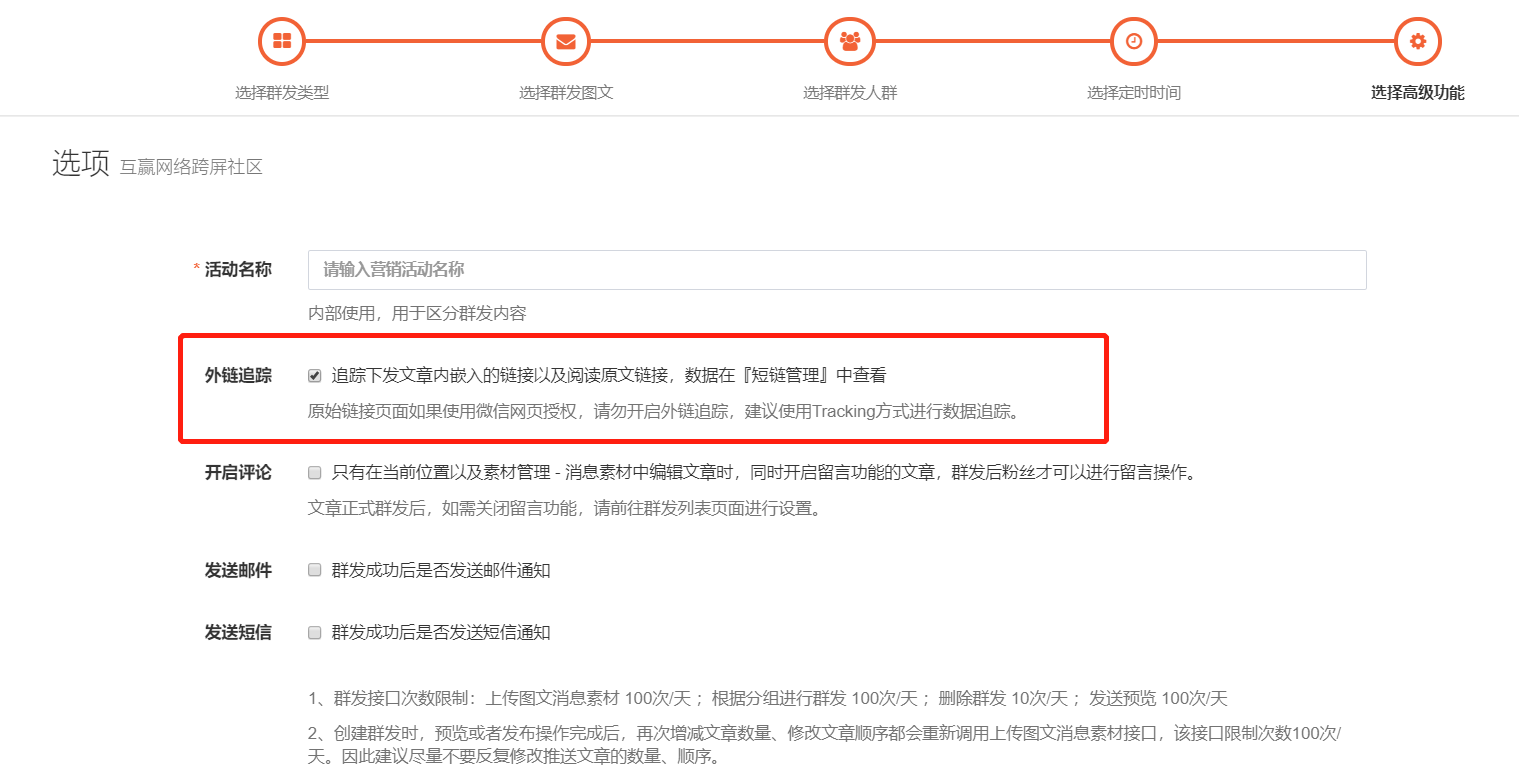 选择群发类型
选择群发图文
选择群发人群
选择定时时间
选择高级功能
选项 互赢网络跨屏社区
* 活动名称 请输入营销活动名称
内部使用，用于区分群发内容
外链追踪 追踪下发文章内嵌入的链接以及阅读原文链接，数据在『短链管理』中查看
原始链接页面如果使用微信网页授权，请勿开启外链追踪，建议使用Tracking方式进行数据追踪。
开启评论 只有在当前位置以及素材管理 - 消息素材中编辑文章时，同时开启留言功能的文章，群发后粉丝才可以进行留言操作。
文章正式群发后，如需关闭留言功能，请前往群发列表页面进行设置。
发送邮件 群发成功后是否发送邮件通知
发送短信 群发成功后是否发送短信通知
1、群发接口次数限制：上传图文消息素材 100次/天 ；根据分组进行群发 100次/天 ；删除群发 10次/天 ；发送预览 100次/天
2、创建群发时，预览或者发布操作完成后，再次增减文章数量、修改文章顺序都会重新调用上传图文消息素材接口，该接口限制次数100次/
天。因此建议尽量不要反复修改推送文章的数量、顺序。